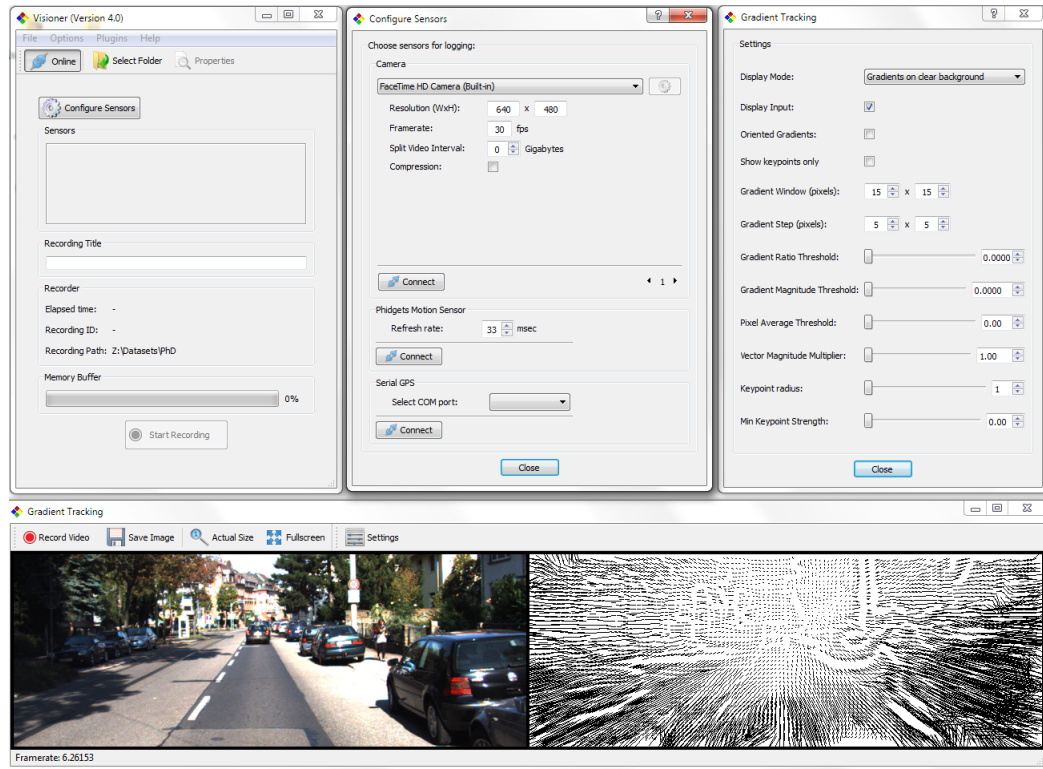 Visioner (Version 4.0)
File Options Plugins Help
Online Select Folder Properties
Configure Sensors
Sensors
Recording Title
Recorder
Elapsed time: -
Recording ID: -
Recording Path: Z:\Datasets\PhD
Memory Buffer
0%
Start Recording
Configure Sensors
Choose sensors for logging:
Camera
FaceTime HD Camera (Built-in)
Resolution (WxH): 640 x 480
Framerate: 30 fps
Split Video Interval: 0 Gigabytes
Compression:
Connect 1
Phidgets Motion Sensor
Refresh rate: 33 msec
Connect
Serial GPS
Select COM port:
Connect
Close
Gradient Tracking
Settings
Display Mode: Gradients on clear background
Display Input:
Oriented Gradients:
Show keypoints only
Gradient Window (pixels): 15 x 15
Gradient Step (pixels): 5 x 5
Gradient Ratio Threshold: 0.0000
Gradient Magnitude Threshold: 0.0000
Pixel Average Threshold: 0.00
Vector Magnitude Multiplier: 1.00
Keypoint radius: 1
Min Keypoint Strength: 0.00
Close
Gradient Tracking
Record Video Save Image Actual Size Fullscreen Settings
Framerate: 6.26153